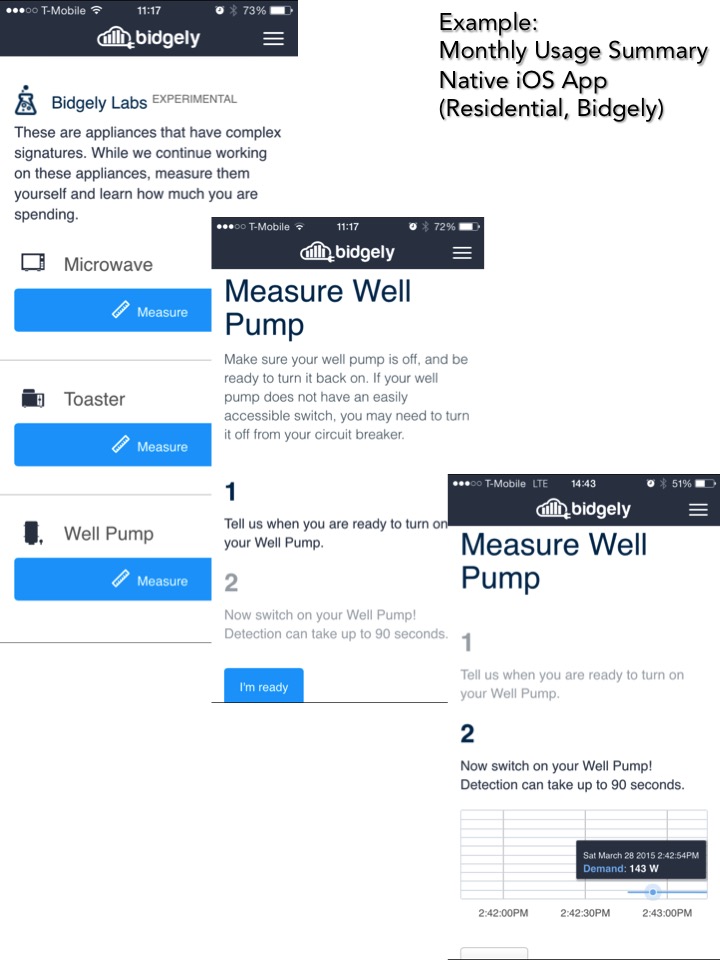 Example:
Monthly Usage Summary
Native iOS App
(Residential, Bidgely)
T-Mobile 11:17 73%
bidgely
Bidgely Labs EXPERIMENTAL
These are appliances that have complex
signatures. While we continue working
on these appliances, measure them
yourself and learn how much you are
spending.
Microwave
Measure
Toaster
Measure
Well Pump
Measure
T-Mobile 11:17 72%
bidgely
Measure Well
Pump
Make sure your well pump is off, and be
ready to turn it back on. If your well
pump does not have an easily
accessible switch, you may need to turn
it off from your circuit breaker.
1
Tell us when you are ready to turn on
your Well Pump.
2
Now switch on your Well Pump!
Detection can take up to 90 seconds.
I'm ready
T-Mobile LTE 14:43 51%
bidgely
Measure Well
Pump
1
Tell us when you are ready to turn on
your Well Pump.
2
Now switch on your Well Pump!
Detection can take up to 90 seconds.
Sat March 28 2015 2:42:54PM
Demand: 143 W
2:42:00PM 2:42:30PM 2:43:00PM